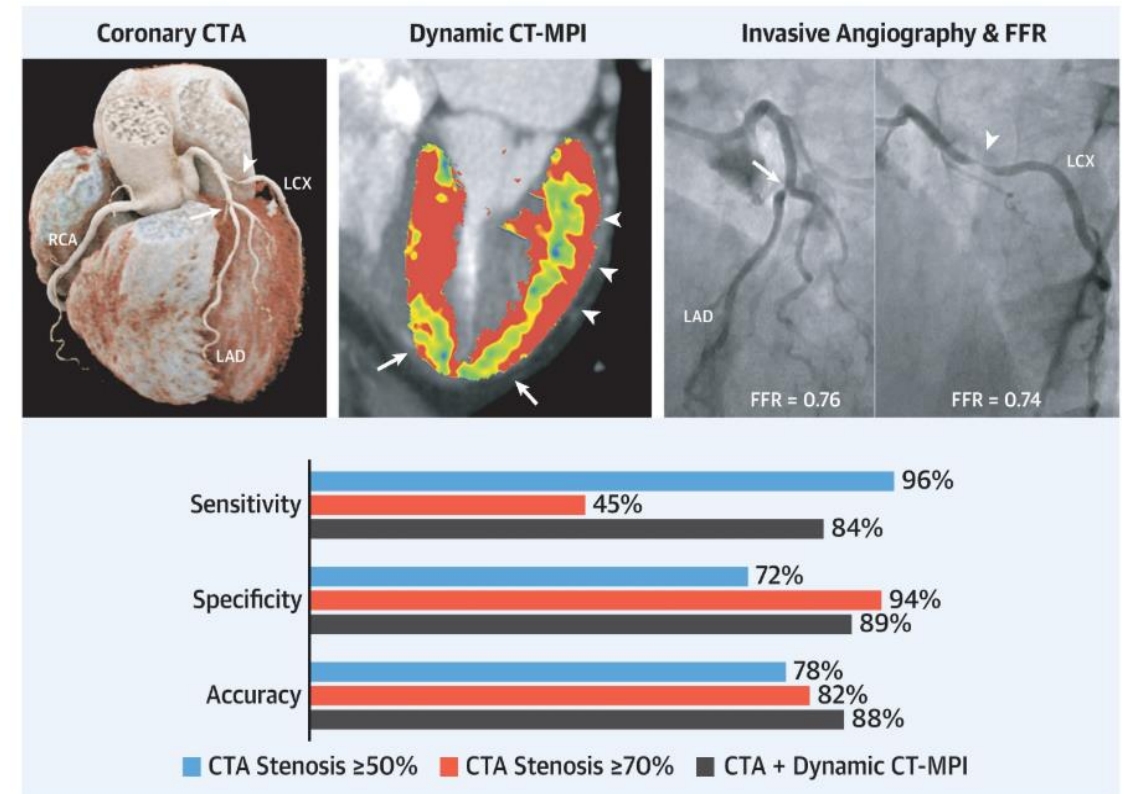 Coronary CTA
Dynamic CT-MPI
Invasive Angiography & FFR
LCX
RCA
LAD
LAD
FFR = 0.76
LCX
FFR = 0.74
Sensitivity
96%
45%
84%
Specificity
72%
94%
89%
Accuracy
78%
82%
88%
CTA Stenosis ≥50%
CTA Stenosis ≥70%
CTA + Dynamic CT-MPI